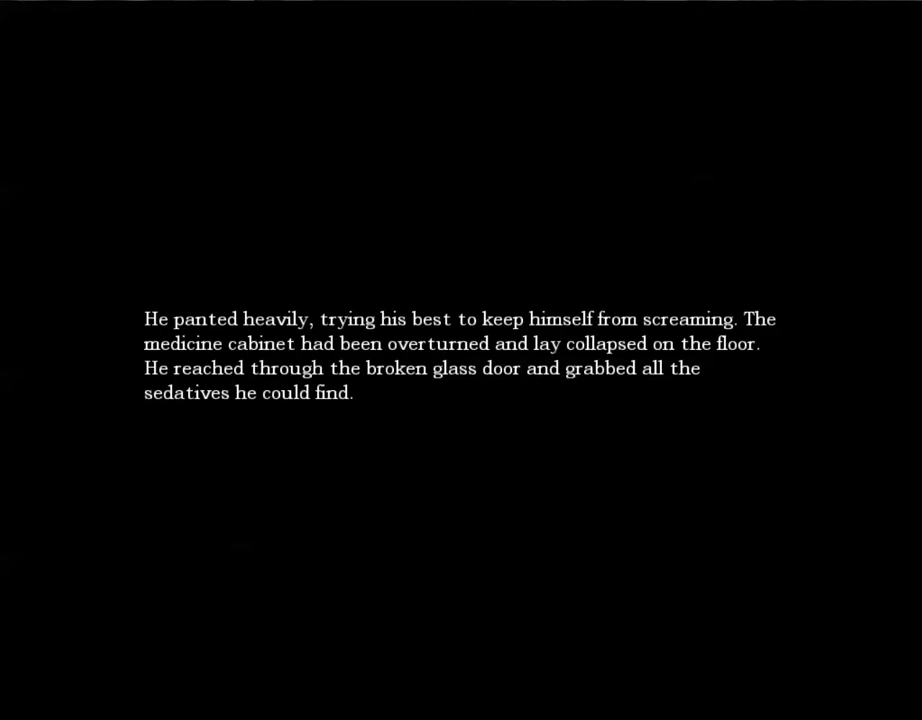 He panted heavily, trying his best to keep himself from screaming. The
medicine cabinet had been overturned and lay collapsed on the floor.
He reached through the broken glass door and grabbed all the
sedatives he could find.